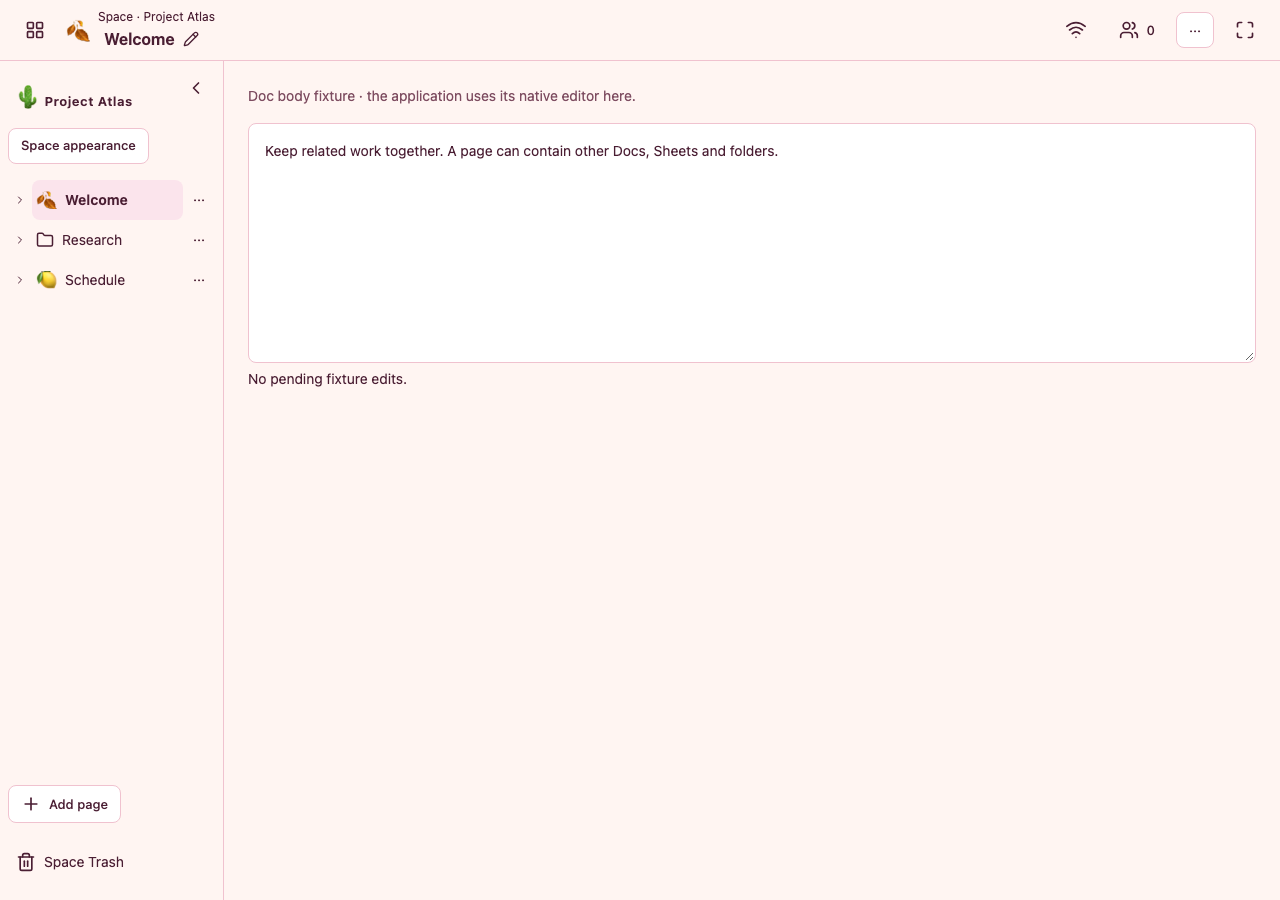 Space · Project Atlas
Welcome
0
...
Project Atlas
Space appearance
Welcome
...
Research
...
Schedule
...
Add page
Space Trash
Doc body fixture · the application uses its native editor here.
Keep related work together. A page can contain other Docs, Sheets and folders.
No pending fixture edits.